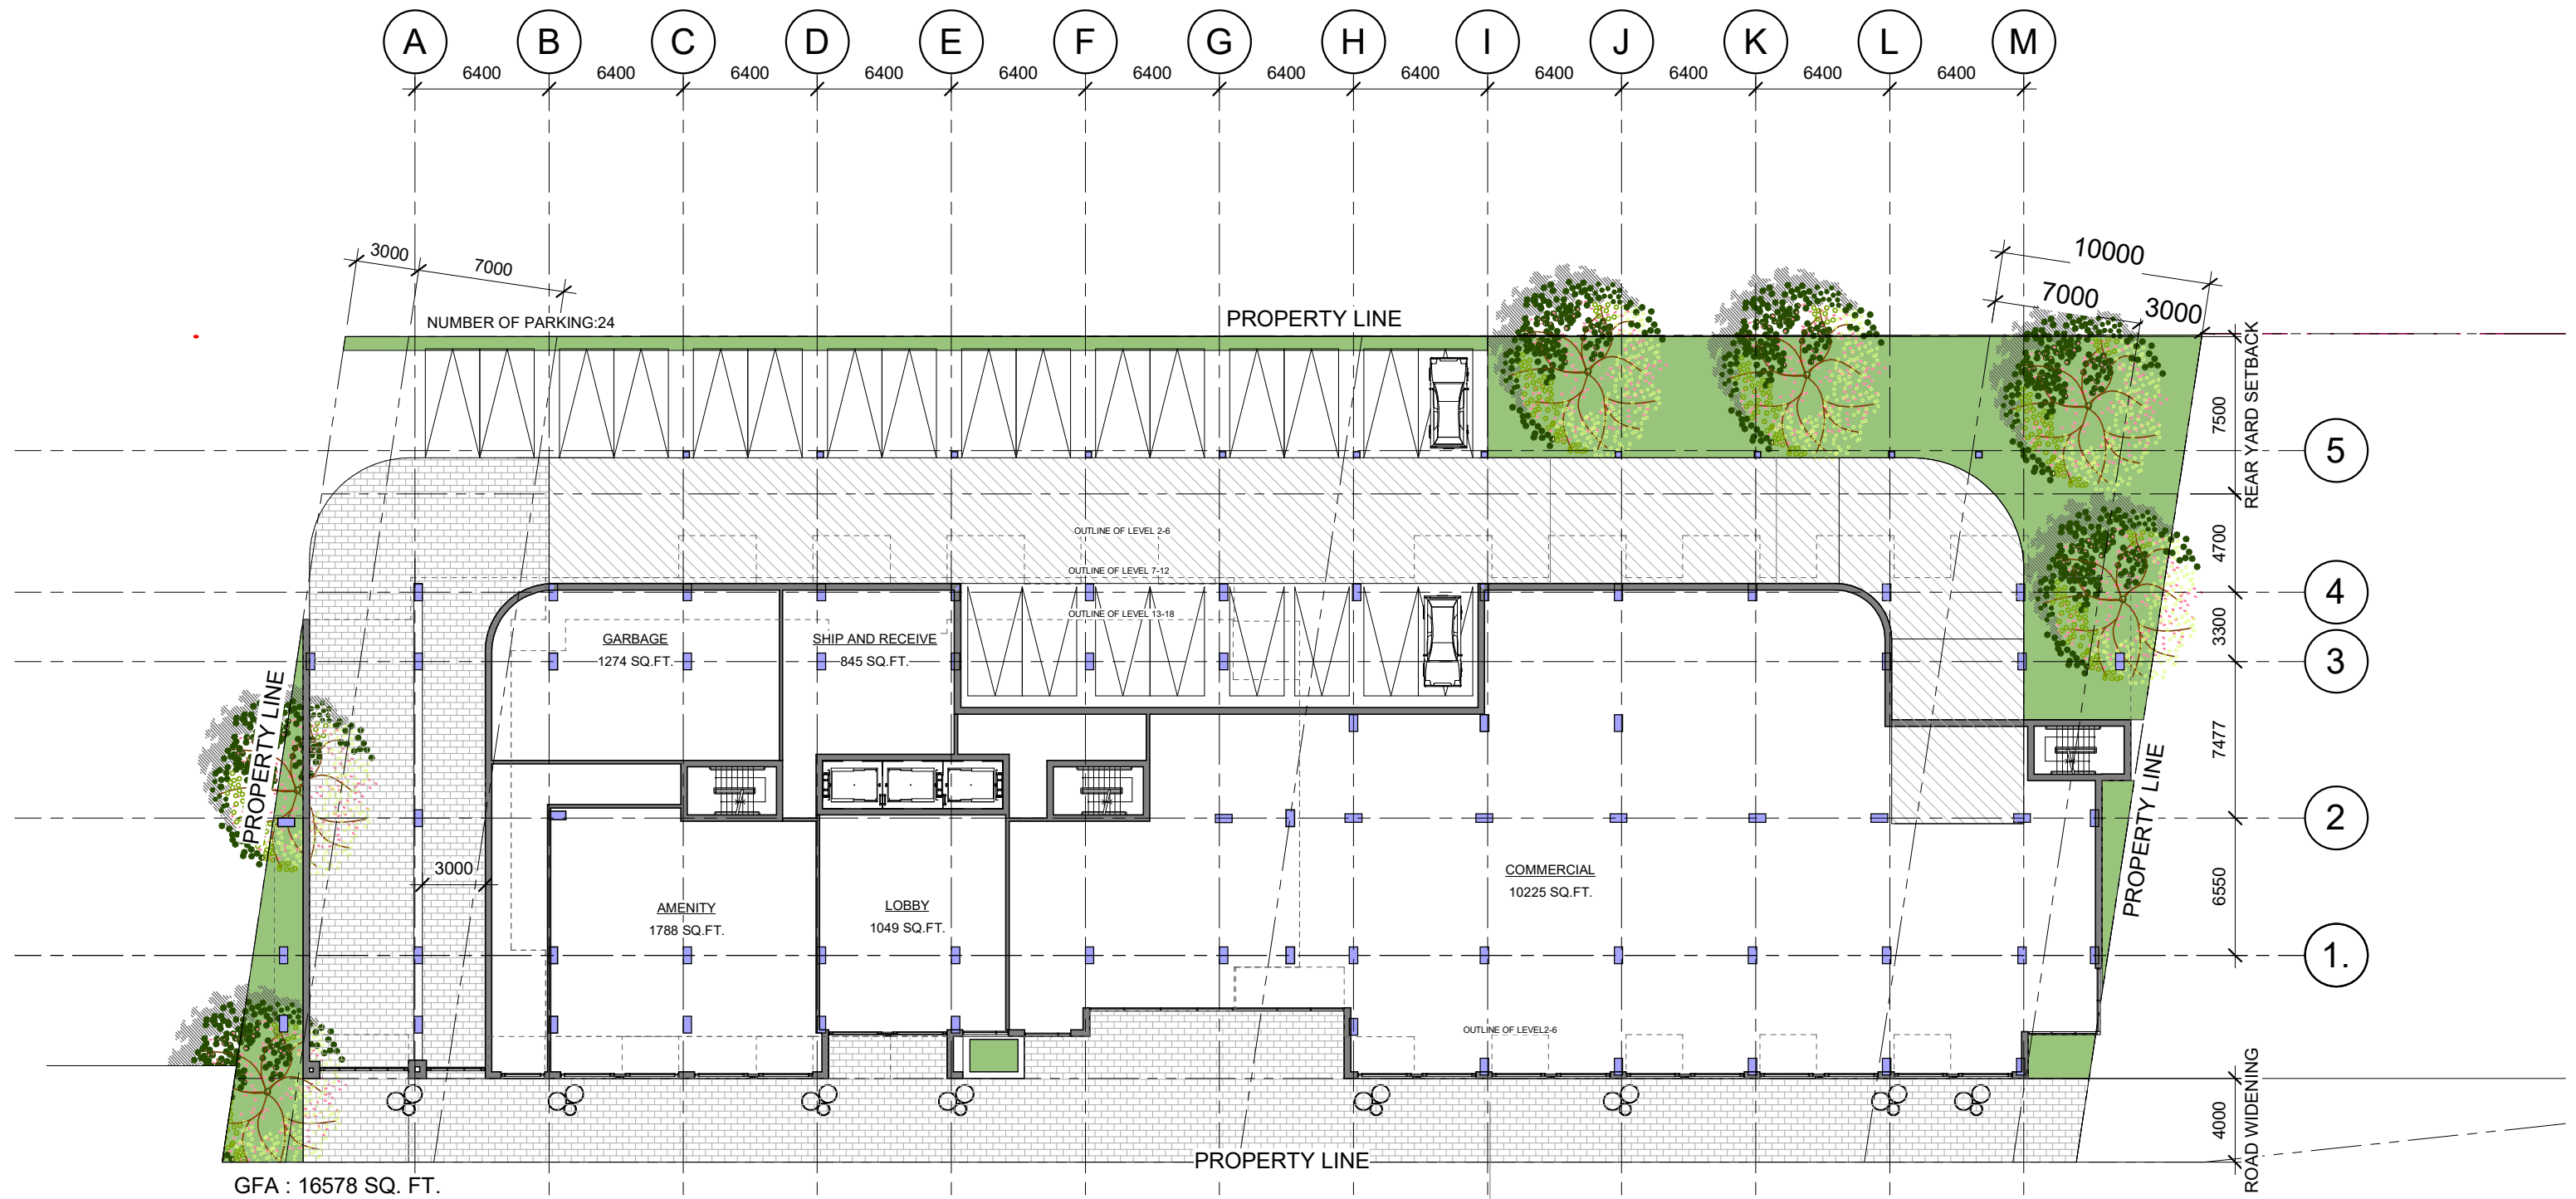 A B C D E F G H I J K L M
6400 6400 6400 6400 6400 6400 6400 6400 6400 6400 6400 6400
3000 7000
10000
7000 3000
NUMBER OF PARKING:24
PROPERTY LINE
7500
REAR YARD SETBACK
5
OUTLINE OF LEVEL 2-6
4700
OUTLINE OF LEVEL 7-12
4
OUTLINE OF LEVEL 13-18
3300
GARBAGE
1274 SQ.FT.
SHIP AND RECEIVE
845 SQ.FT.
3
PROPERTY LINE
7477
PROPERTY LINE
2
3000
6550
COMMERCIAL
10225 SQ.FT.
AMENITY
1788 SQ.FT.
LOBBY
1049 SQ.FT.
1.
OUTLINE OF LEVEL2-6
4000
ROAD WIDENING
PROPERTY LINE
GFA : 16578 SQ. FT.